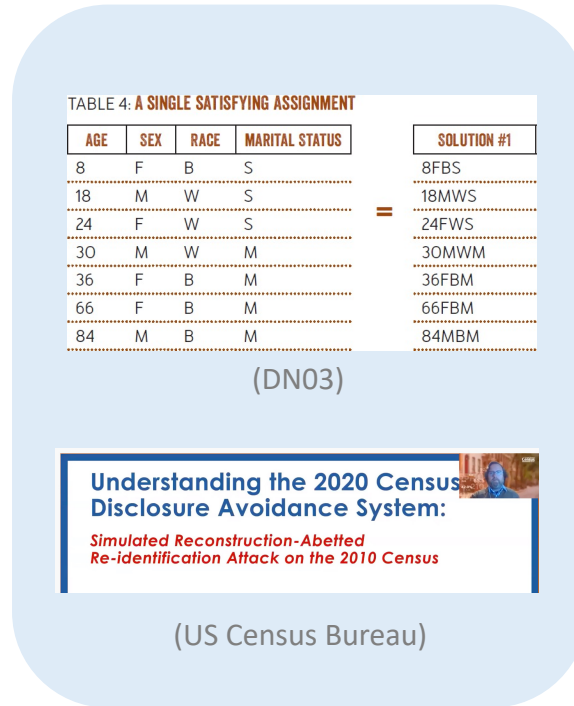 TABLE 4: A SINGLE SATISFYING ASSIGNMENT
AGE SEX RACE MARITAL STATUS SOLUTION #1
8 F B S 8FBS
18 M W S 18MWS
24 F W S 24FWS
=
30 M W M 30MWM
36 F B M 36FBM
66 F B M 66FBM
84 M B M 84MBM
(DN03)
Understanding the 2020 Census
Disclosure Avoidance System:
Simulated Reconstruction-Abetted
Re-identification Attack on the 2010 Census
(US Census Bureau)